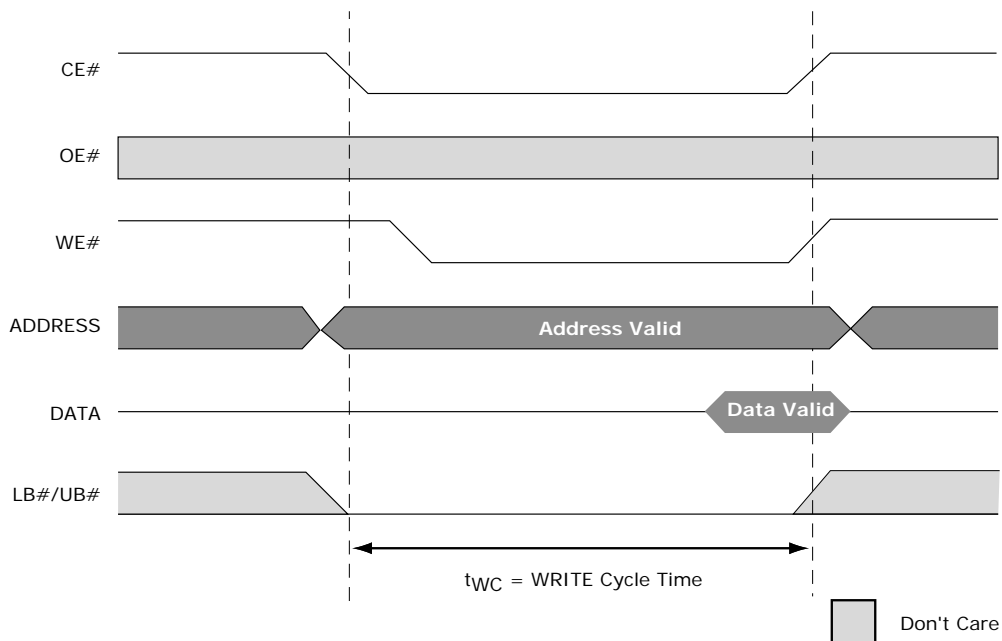 CE#
OE#
WE#
ADDRESS
Address Valid
DATA
Data Valid
LB#/UB#
tWC = WRITE Cycle Time
Don't Care